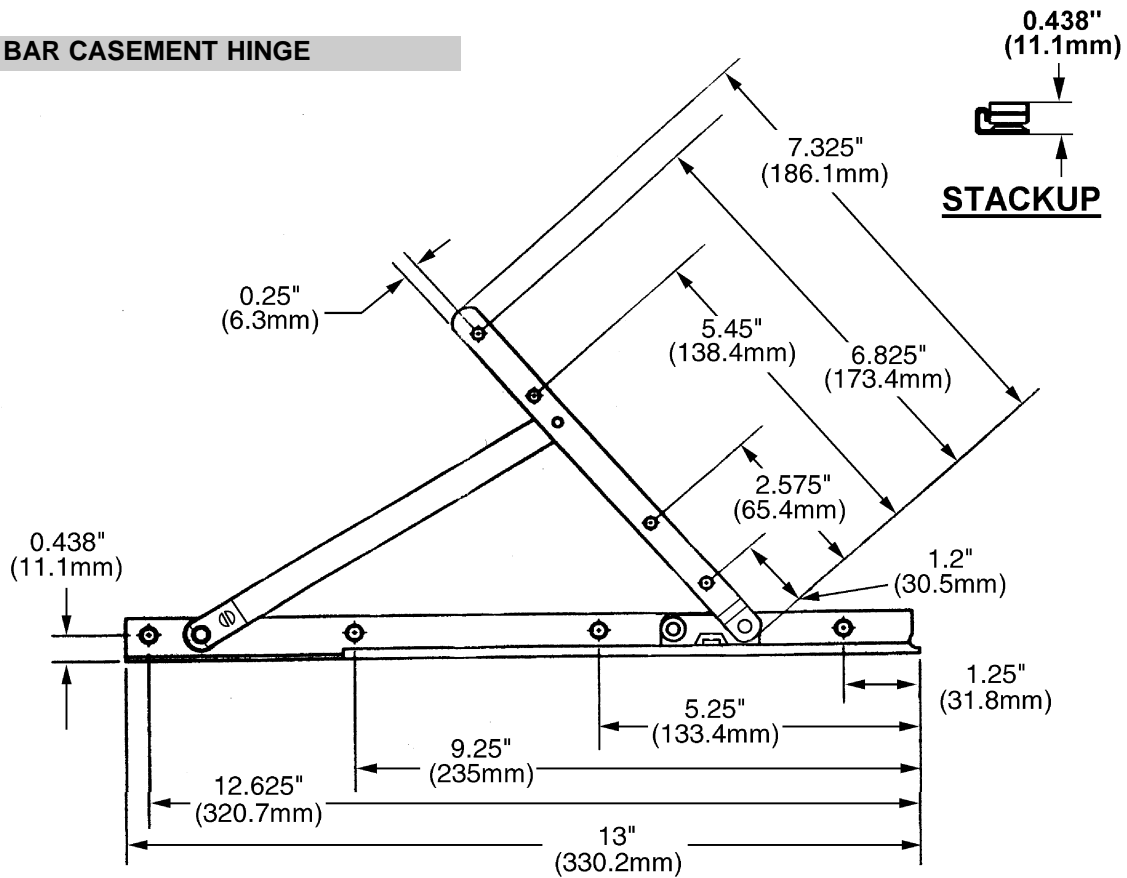 BAR CASEMENT HINGE
0.438"
(11.1mm)
STACKUP
7.325"
(186.1mm)
0.25"
(6.3mm)
5.45"
(138.4mm)
6.825"
(173.4mm)
2.575"
(65.4mm)
0.438"
(11.1mm)
1.2"
(30.5mm)
1.25"
(31.8mm)
5.25"
(133.4mm)
9.25"
(235mm)
12.625"
(320.7mm)
13"
(330.2mm)